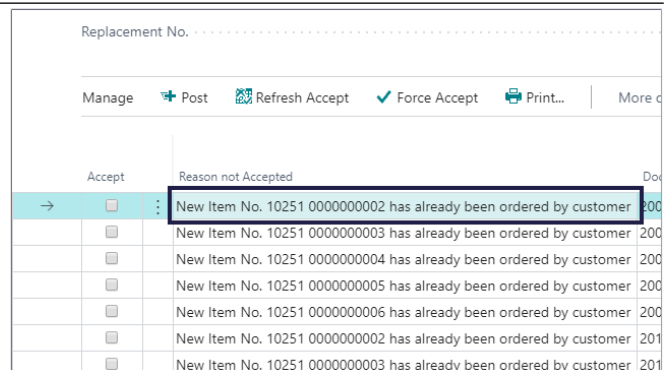 Replacement No.
Manage Post Refresh Accept Force Accept Print...
Accept Reason not Accepted
New Item No. 10251 0000000002 has already been ordered by customer
New Item No. 10251 0000000003 has already been ordered by customer
New Item No. 10251 0000000004 has already been ordered by customer
New Item No. 10251 0000000005 has already been ordered by customer
New Item No. 10251 0000000006 has already been ordered by customer
New Item No. 10251 0000000002 has already been ordered by customer 201
New Item No. 10251 0000000003 has already been ordered by customer 201